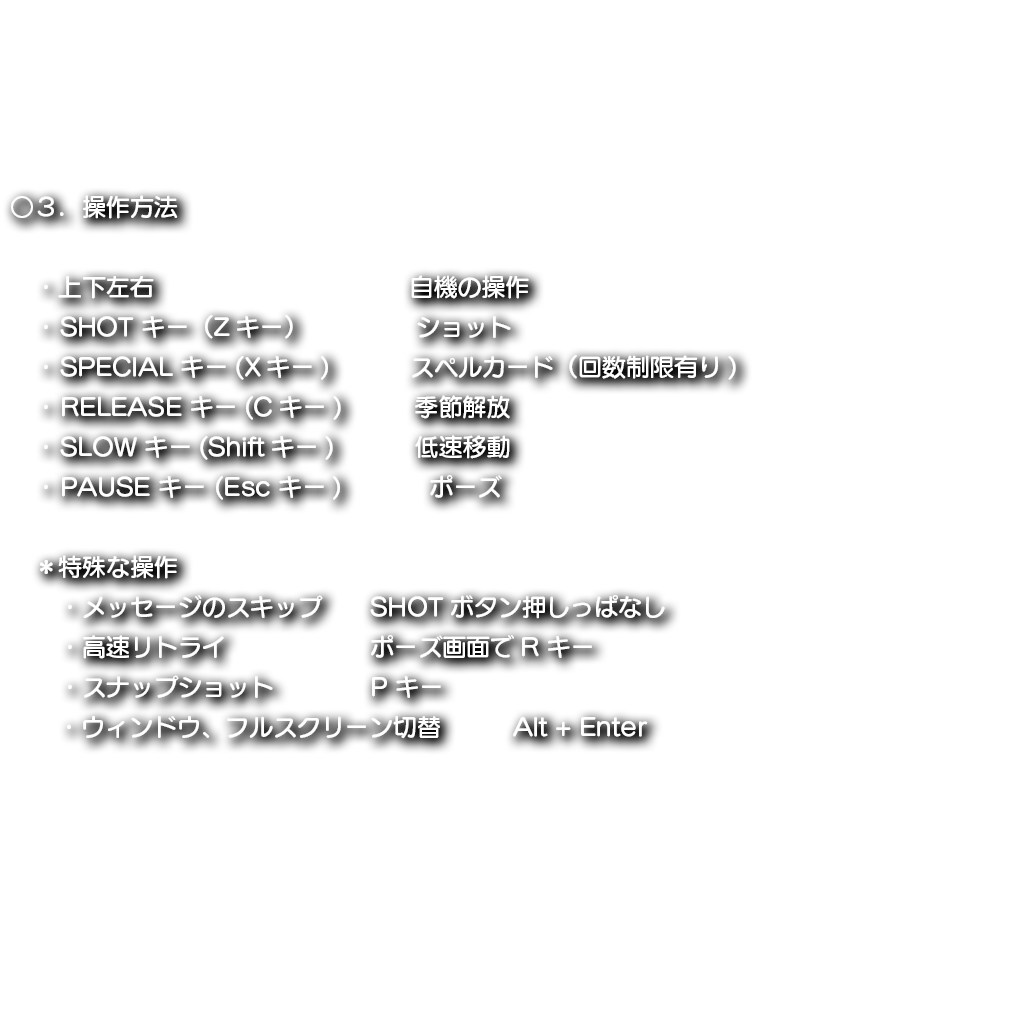 ○３．操作方法
・上下左右　自機の操作
・SHOT キー（Z キー）　ショット
・SPECIAL キー (X キー )　スペルカード（回数制限有り )
・RELEASE キー (C キー )　季節解放
・SLOW キー (Shift キー )　低速移動
・PAUSE キー (Esc キー )　ポーズ
＊特殊な操作
・メッセージのスキップ　SHOT ボタン押しっぱなし
・高速リトライ　ポーズ画面で R キー
・スナップショット　P キー
・ウィンドウ、フルスクリーン切替　Alt + Enter